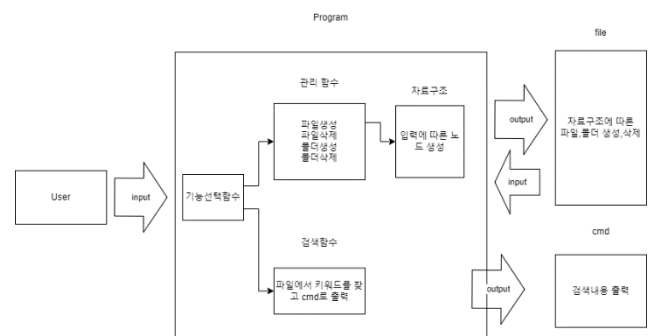 Program
file
관리 함수
자료구조
파일생성
파일삭제
폴더생성
폴더삭제
입력에 따른 노
드 생성
output
자료구조에 따른
파일,폴더 생성,삭제
User
input
기능선택함수
input
검색함수
cmd
파일에서 키워드를 찾
고 cmd로 출력
output
검색내용 출력